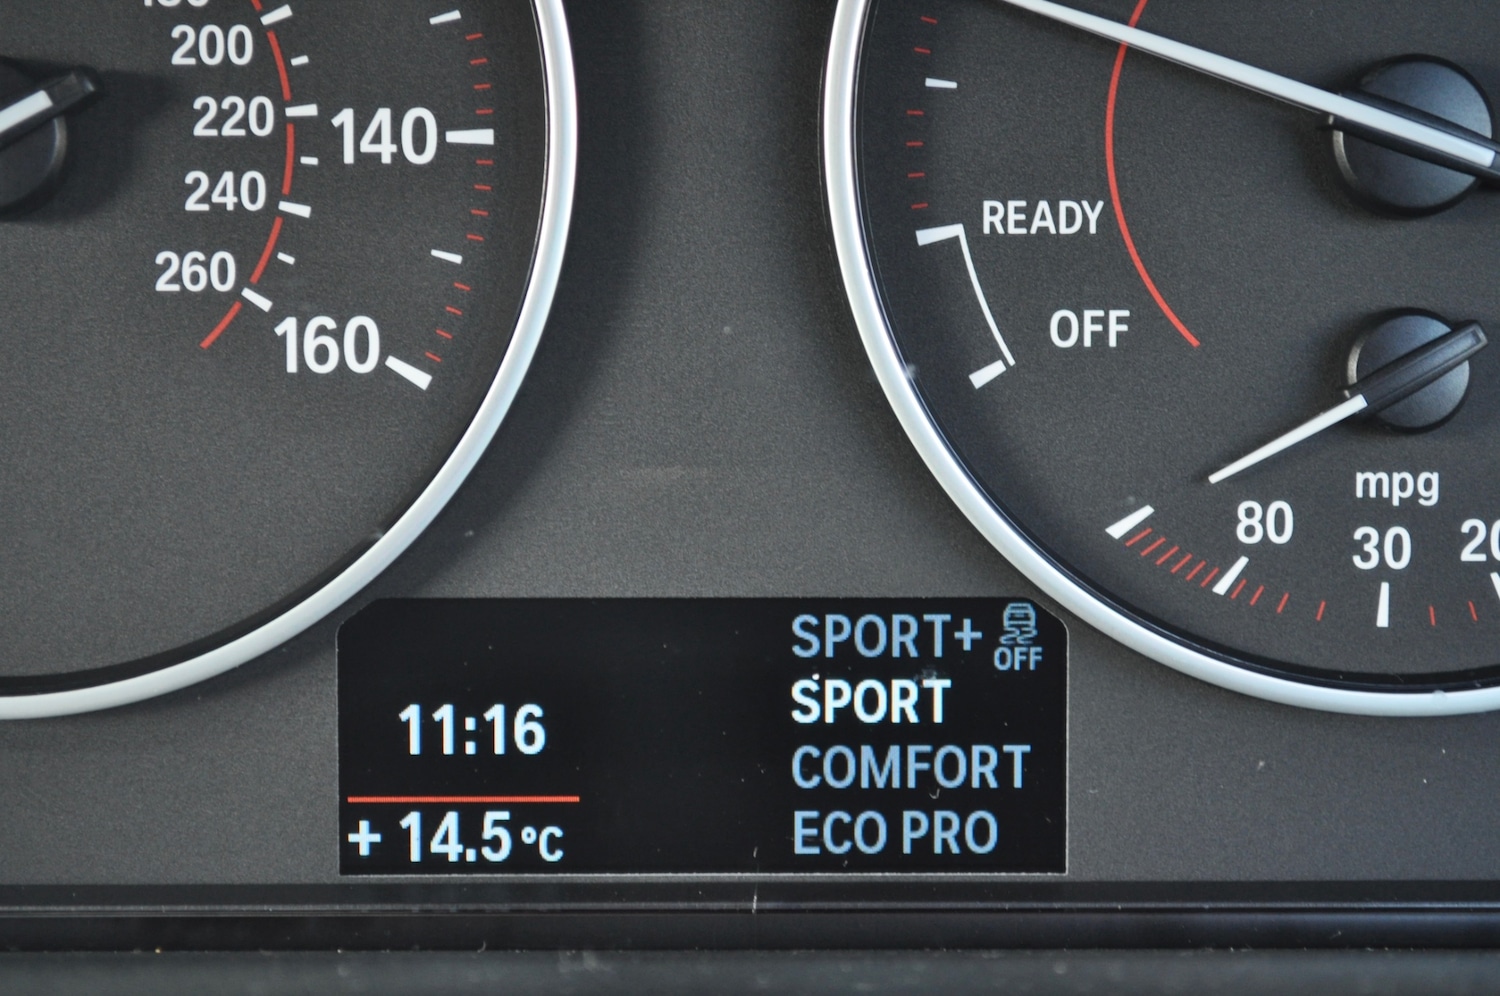 200
220
140
240
260
160
READY
OFF
mpg
80
30
SPORT+
OFF
SPORT
11:16
COMFORT
+ 14.5 °C
ECO PRO